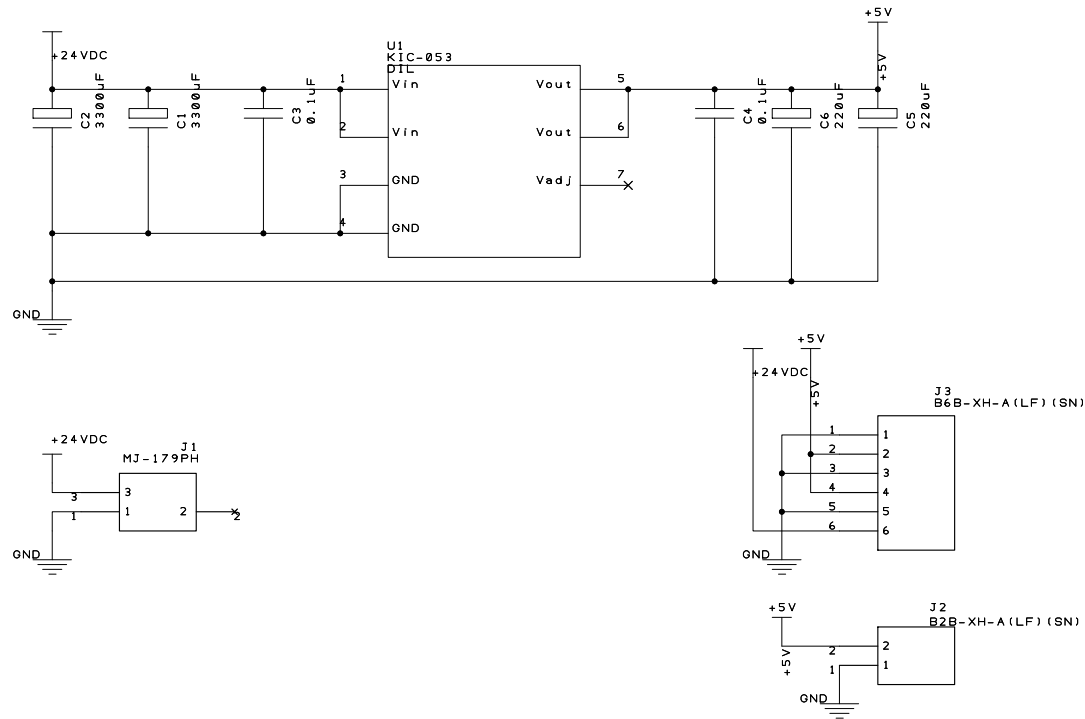 +5V
U1
KIC-053
DIL
+24VDC
+5V
1
Vin
Vout
5
C2
3300uF
C1
3300uF
C3
0.1uF
C4
0.1uF
C6
220uF
C5
220uF
2
Vin
Vout
6
3
GND
Vadj
7
4
GND
GND
+5V
+24VDC
+5V
J3
B6B-XH-A(LF)(SN)
1 1
2 2
3 3
4 4
5 5
6 6
GND
+24VDC
J1
MJ-179PH
3 3
1 1
2 2
GND
+5V
J2
B2B-XH-A(LF)(SN)
+5V
2 2
1 1
GND